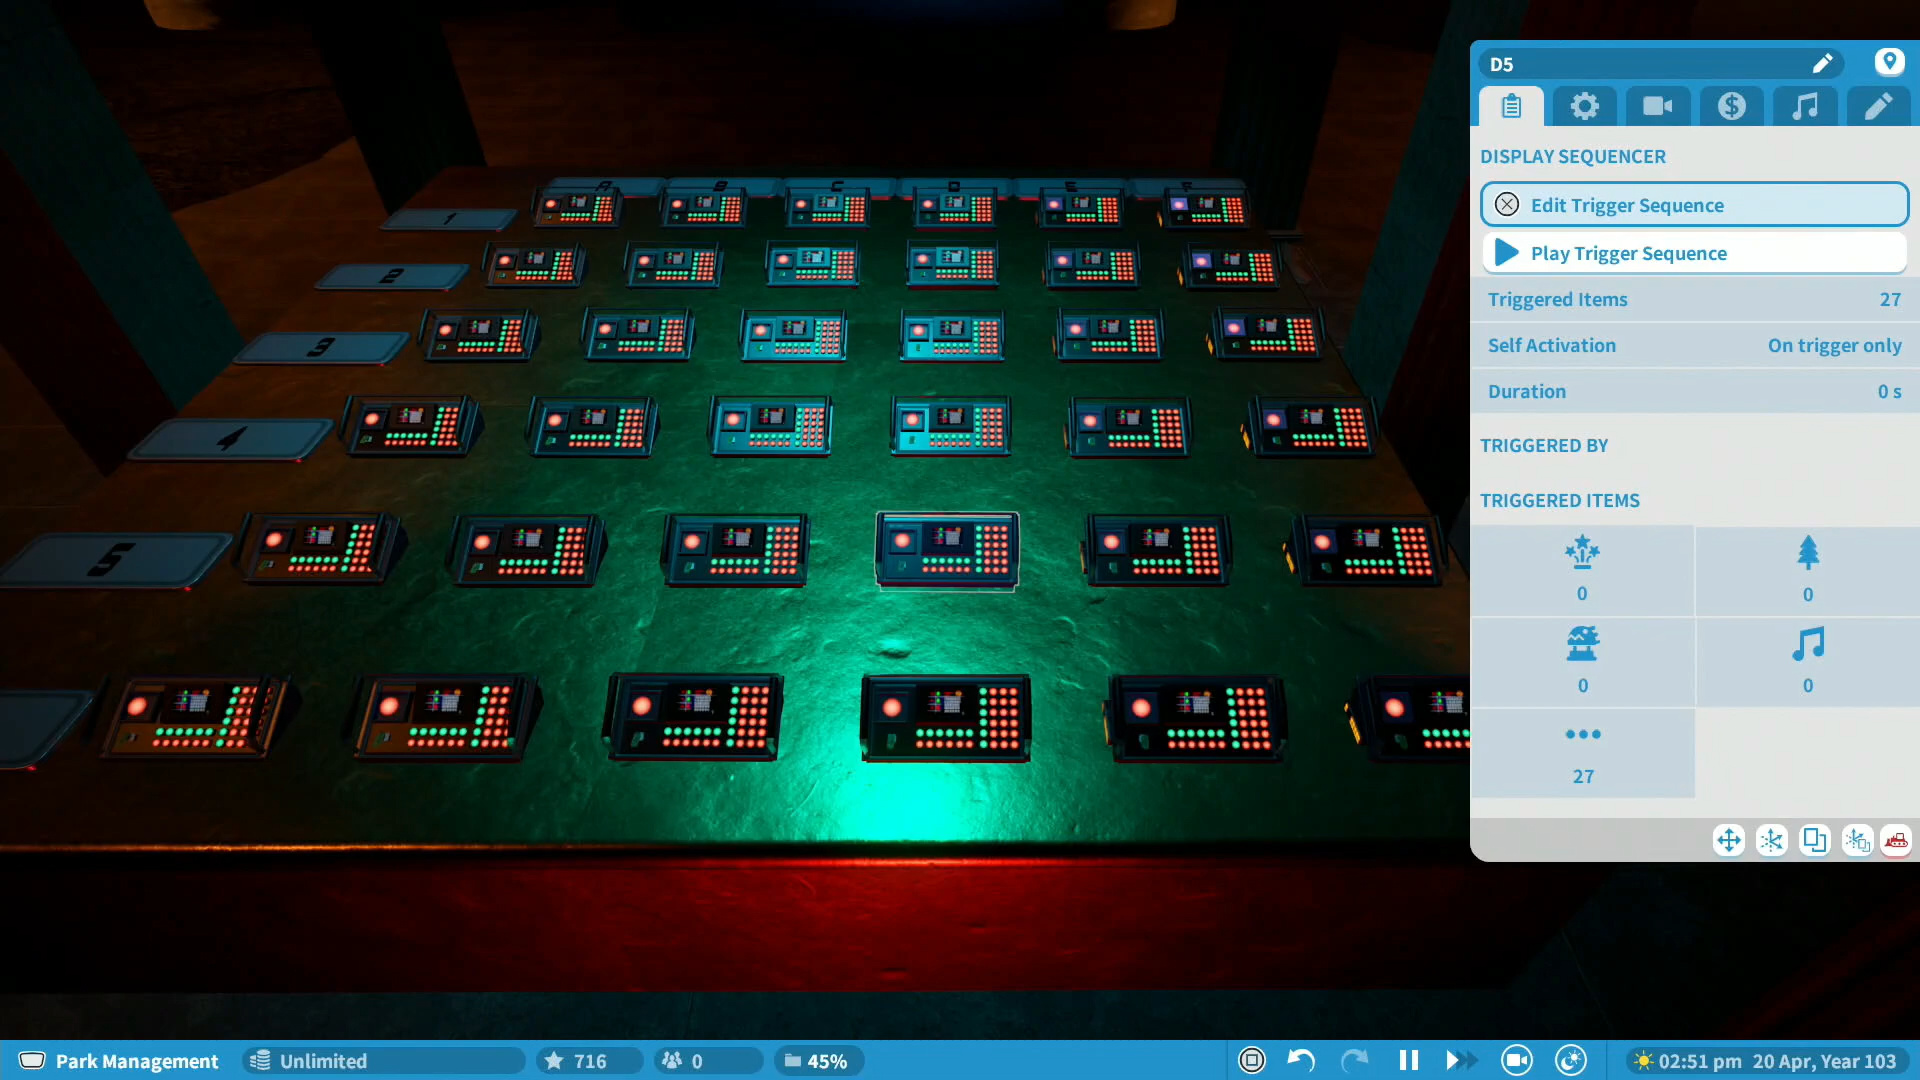 D5
DISPLAY SEQUENCER
Edit Trigger Sequence
Play Trigger Sequence
Triggered Items 27
Self Activation On trigger only
Duration 0 s
TRIGGERED BY
TRIGGERED ITEMS
0 0
0 0
27
A B C D E F
1
2
3
4
5
Park Management Unlimited 716 0 45% 02:51 pm 20 Apr, Year 103